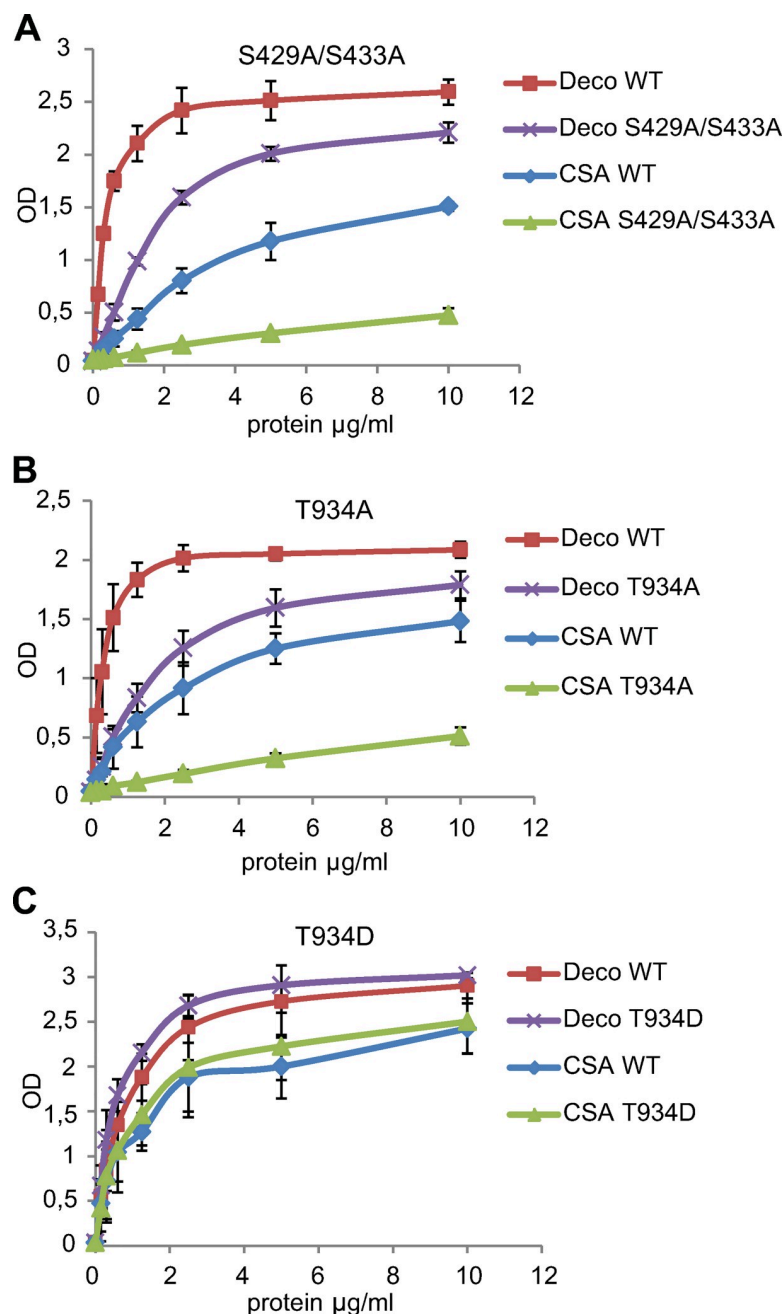 A
S429A/S433A
3
2,5
2
1,5
1
0,5
0
OD
0 2 4 6 8 10 12
protein µg/ml
Deco WT
Deco S429A/S433A
CSA WT
CSA S429A/S433A
B
T934A
2,5
2
1,5
1
0,5
0
OD
0 2 4 6 8 10 12
protein µg/ml
Deco WT
Deco T934A
CSA WT
CSA T934A
C
T934D
3,5
3
2,5
2
1,5
1
0,5
0
OD
0 2 4 6 8 10 12
protein µg/ml
Deco WT
Deco T934D
CSA WT
CSA T934D